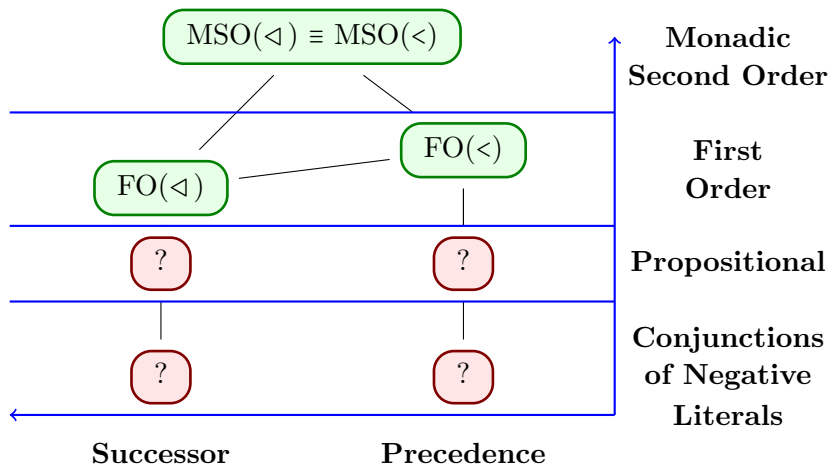 MSO(⊲) ≡ MSO(<)
Monadic
Second Order
FO(<)
First
Order
FO(⊲)
?
?
Propositional
?
?
Conjunctions
of Negative
Literals
Successor
Precedence